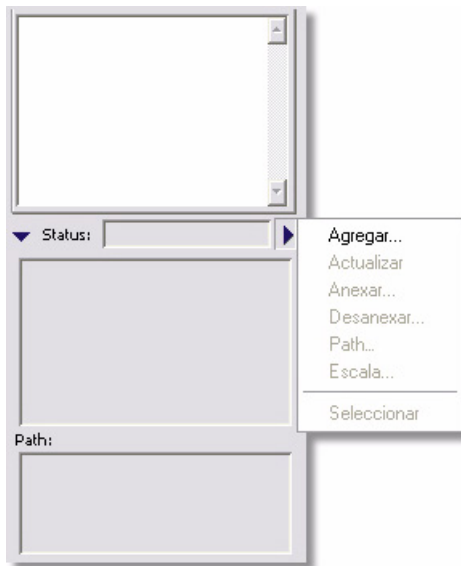 Status:
Agregar...
Actualizar
Anexar...
Desanexar...
Path...
Escala...
Seleccionar
Path: